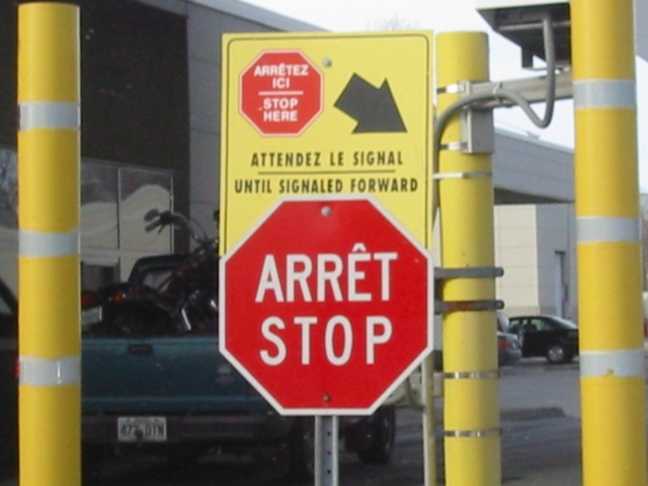 ARRÊTEZ
ICI
STOP
HERE
ATTENDEZ LE SIGNAL
UNTIL SIGNALED FORWARD
ARRÊT
STOP